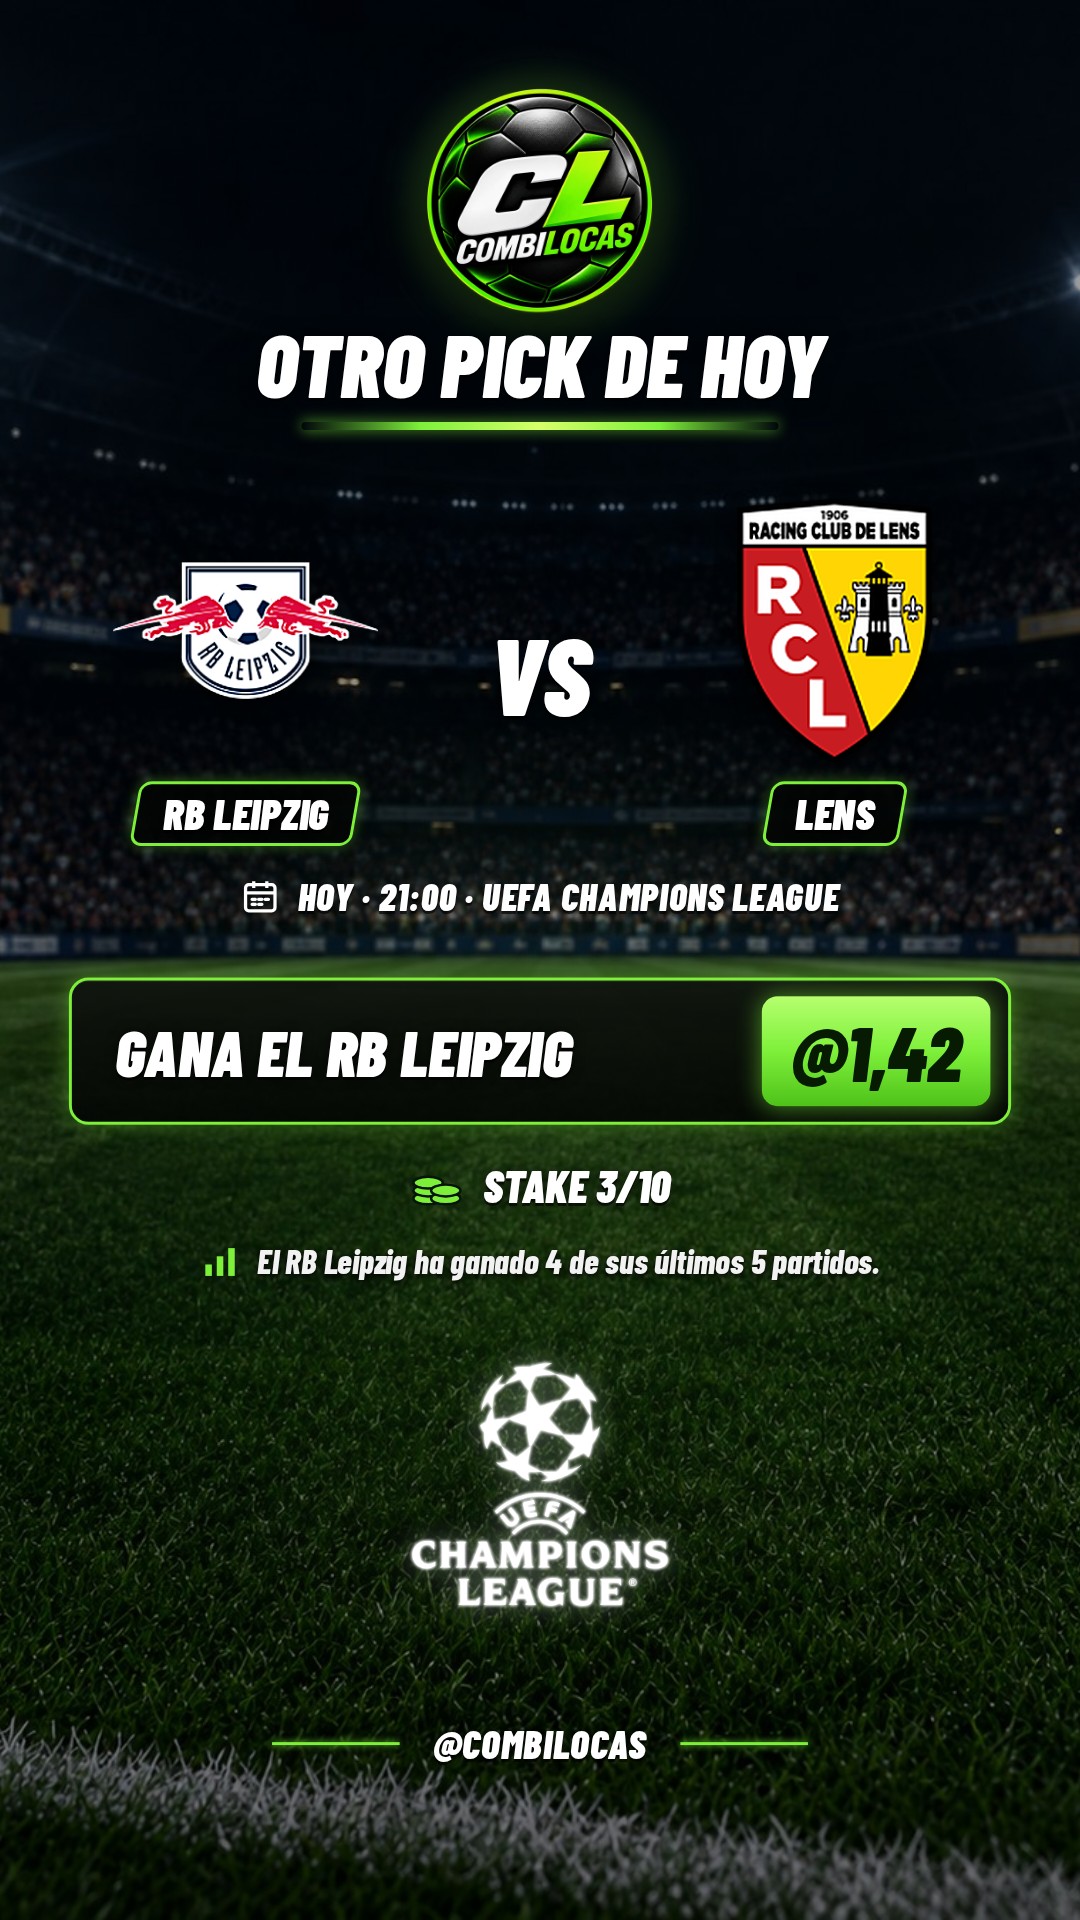 CL
COMBILOCAS
OTRO PICK DE HOY
1906
RACING CLUB DE LENS
R
C
L
RB LEIPZIG
VS
RB LEIPZIG
LENS
HOY · 21:00 · UEFA CHAMPIONS LEAGUE
GANA EL RB LEIPZIG
@1,42
STAKE 3/10
El RB Leipzig ha ganado 4 de sus últimos 5 partidos.
UEFA
CHAMPIONS
LEAGUE®
@COMBILOCAS